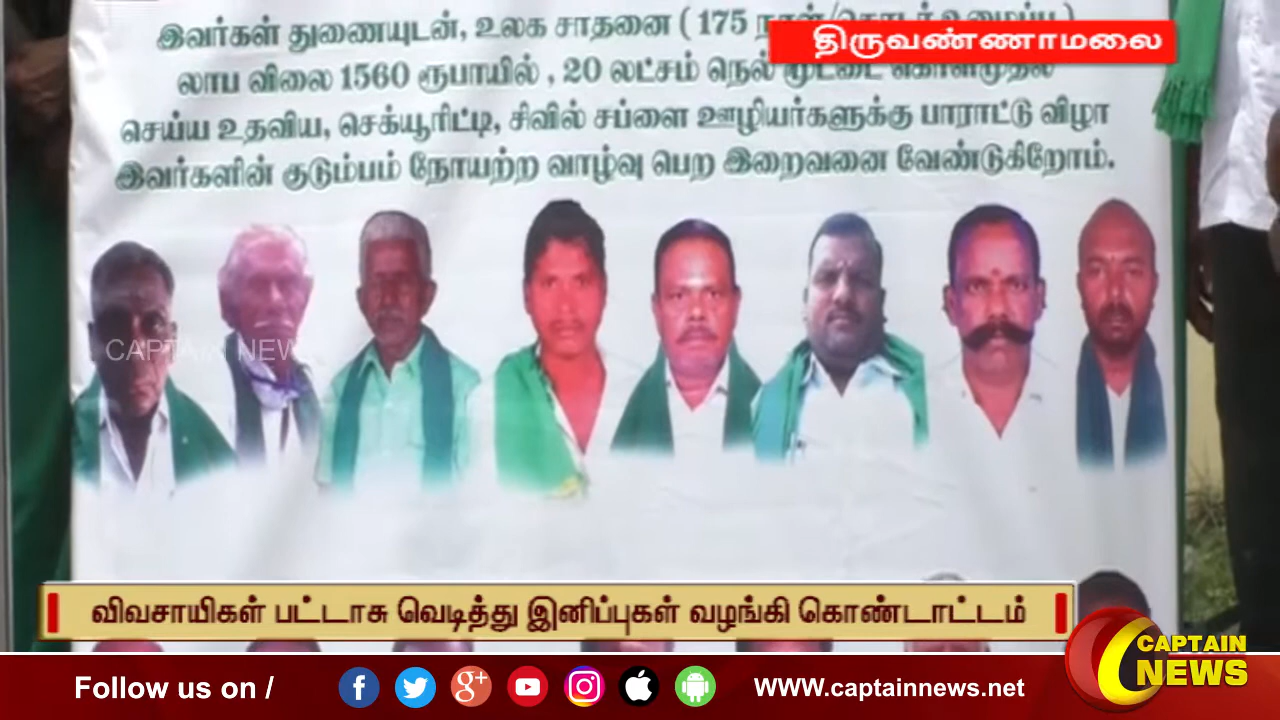 இவர்கள் துணையுடன், உலக சாதனை ( 175
திருவண்ணாமலை
லாப விலை 1560 ரூபாயில் , 20 லட்சம் நெல் மூட்டை கொள்முதல்
செய்ய உதவிய, செக்யூரிட்டி, சிவில் சப்ளை ஊழியர்களுக்கு பாராட்டு விழா
இவர்களின் குடும்பம் நோயற்ற வாழ்வு பெற இறைவனை வேண்டுகிறோம்.
CAPTAIN NEWS
விவசாயிகள் பட்டாசு வெடித்து இனிப்புகள் வழங்கி கொண்டாட்டம்
CAPTAIN
NEWS
Follow us on / WWW.captainnews.net